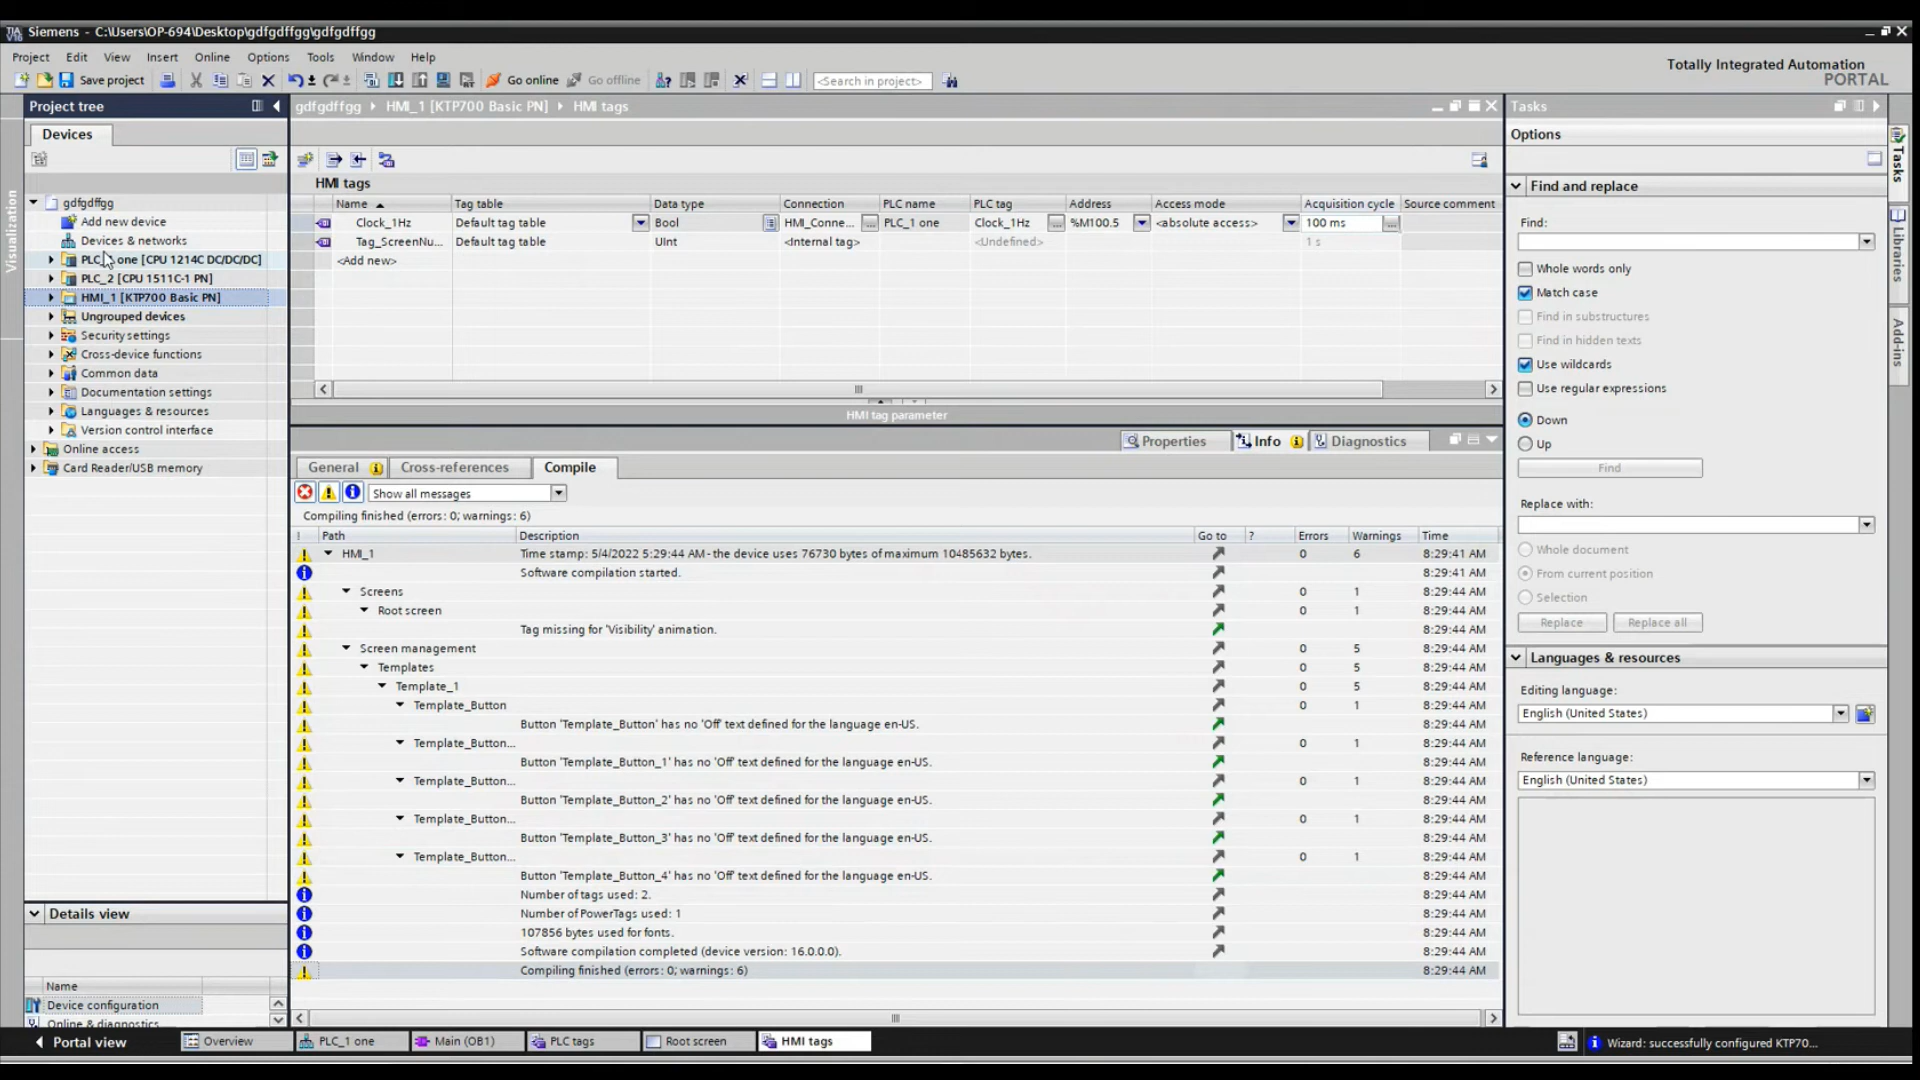 Siemens - C:\Users\OP-694\Desktop\gdfgdffgg\gdfgdffgg
Project Edit View Insert Online Options Tools Window Help
Totally Integrated Automation
PORTAL
Save project Go online Go offline <Search in project>
Project tree
gdfgdffgg HMI_1 [KTP700 Basic PN] HMI tags
Tasks
Devices
Options
HMI tags
Find and replace
Name Tag table Data type Connection PLC name PLC tag Address Access mode Acquisition cycle Source comment
Clock_1Hz Default tag table Bool HMI_Conne... PLC_1 one Clock_1Hz %M100.5 <absolute access> 100 ms
Tag_ScreenNu... Default tag table UInt <Internal tag> <Undefined> 1 s
<Add new>
gdfgdffgg
Add new device
Devices & networks
one [CPU 1214C DC/DC/DC]
PLC_2 [CPU 1511C-1 PN]
HMI_1 [KTP700 Basic PN]
Ungrouped devices
Security settings
Cross-device functions
Common data
Documentation settings
Languages & resources
Version control interface
Online access
Card Reader/USB memory
Visualization
HMI tag parameter
Properties Info Diagnostics
General Cross-references Compile
Show all messages
Compiling finished (errors: 0; warnings: 6)
! Path Description Go to ? Errors Warnings Time
HMI_1 Time stamp: 5/4/2022 5:29:44 AM - the device uses 76730 bytes of maximum 10485632 bytes. 0 6 8:29:41 AM
Software compilation started. 8:29:41 AM
Screens 0 1 8:29:44 AM
Root screen 0 1 8:29:44 AM
Tag missing for 'Visibility' animation. 8:29:44 AM
Screen management 0 5 8:29:44 AM
Templates 0 5 8:29:44 AM
Template_1 0 5 8:29:44 AM
Template_Button 0 1 8:29:44 AM
Button 'Template_Button' has no 'Off' text defined for the language en-US. 8:29:44 AM
Template_Button... 0 1 8:29:44 AM
Button 'Template_Button_1' has no 'Off' text defined for the language en-US. 8:29:44 AM
Template_Button... 0 1 8:29:44 AM
Button 'Template_Button_2' has no 'Off' text defined for the language en-US. 8:29:44 AM
Template_Button... 0 1 8:29:44 AM
Button 'Template_Button_3' has no 'Off' text defined for the language en-US. 8:29:44 AM
Template_Button... 0 1 8:29:44 AM
Button 'Template_Button_4' has no 'Off' text defined for the language en-US. 8:29:44 AM
Number of tags used: 2. 8:29:44 AM
Number of PowerTags used: 1 8:29:44 AM
107856 bytes used for fonts. 8:29:44 AM
Software compilation completed (device version: 16.0.0.0). 8:29:44 AM
Compiling finished (errors: 0; warnings: 6) 8:29:44 AM
Find:
Whole words only
Match case
Find in substructures
Find in hidden texts
Use wildcards
Use regular expressions
Down
Up
Find
Replace with:
Whole document
From current position
Selection
Replace Replace all
Languages & resources
Editing language:
English (United States)
Reference language:
English (United States)
Tasks
Libraries
Add-ins
Details view
Name
Device configuration
Online & diagnostics
Portal view Overview PLC_1 one Main (OB1) PLC tags Root screen HMI tags Wizard: successfully configured KTP70...